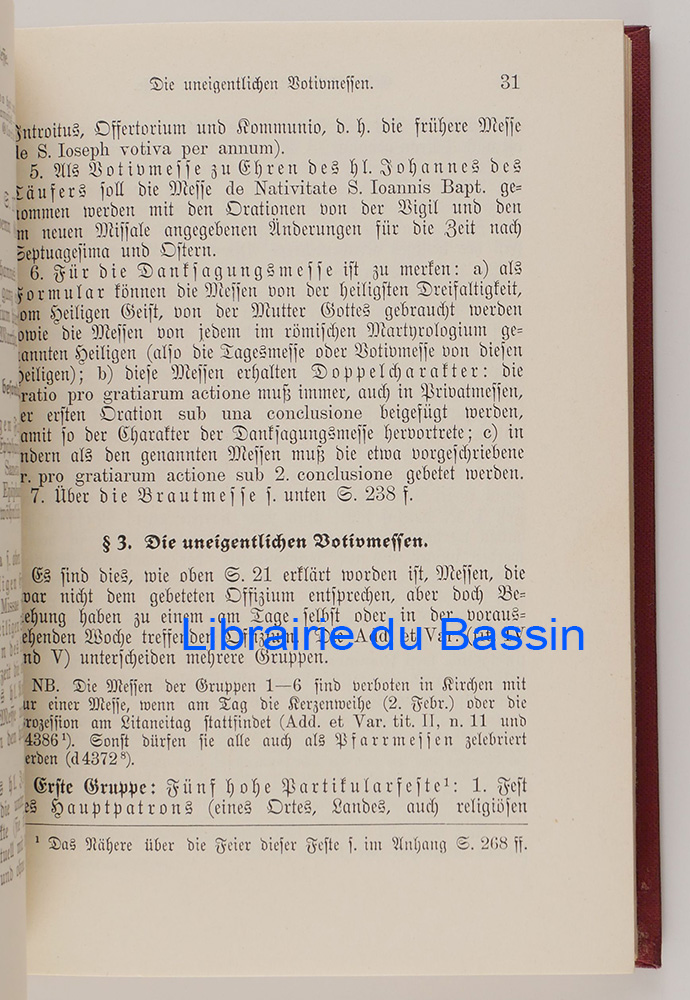 Die uneigentlichen Votivmessen. 31
Introitus, Offertorium und Kommunio, d. h. die frühere Messe
de S. Ioseph votiva per annum).
5. Als Votivmesse zu Ehren des hl. Johannes des
Täufers soll die Messe de Nativitate S. Ioannis Bapt. ge-
nommen werden mit den Orationen von der Vigil und den
im neuen Missale angegebenen Änderungen für die Zeit nach
Septuagesima und Ostern.
6. Für die Danksagungsmesse ist zu merken: a) als
Formular können die Messen von der heiligsten Dreifaltigkeit,
vom Heiligen Geist, von der Mutter Gottes gebraucht werden
sowie die Messen von jedem im römischen Martyrologium ge-
nannten Heiligen (also die Tagesmesse oder Votivmesse von diesen
Heiligen); b) diese Messen erhalten Doppelcharakter: die
oratio pro gratiarum actione muß immer, auch in Privatmessen,
der ersten Oration sub una conclusione beigefügt werden,
damit so der Charakter der Danksagungsmesse hervortrete; c) in
andern als den genannten Messen muß die etwa vorgeschriebene
r. pro gratiarum actione sub 2. conclusione gebetet werden.
7. Über die Brautmesse s. unten S. 238 f.
§ 3. Die uneigentlichen Votivmessen.
Es sind dies, wie oben S. 21 erklärt worden ist, Messen, die
zwar nicht dem gebeteten Offizium entsprechen, aber doch Be-
ziehung haben zu einem am Tage selbst oder in der voraus-
gehenden Woche treffenden Offizium. Die Add. et Var. (tit. IV
und V) unterscheiden mehrere Gruppen.
Librairie du Bassin
NB. Die Messen der Gruppen 1—6 sind verboten in Kirchen mit
nur einer Messe, wenn am Tag die Kerzenweihe (2. Febr.) oder die
Prozession am Litaneitag stattfindet (Add. et Var. tit. II, n. 11 und
4386¹). Sonst dürfen sie alle auch als Pfarrmessen zelebriert
werden (d 4372⁸).
Erste Gruppe: Fünf hohe Partikularfeste¹: 1. Fest
des Hauptpatrons (eines Ortes, Landes, auch religiösen
¹ Das Nähere über die Feier dieser Feste s. im Anhang S. 268 ff.